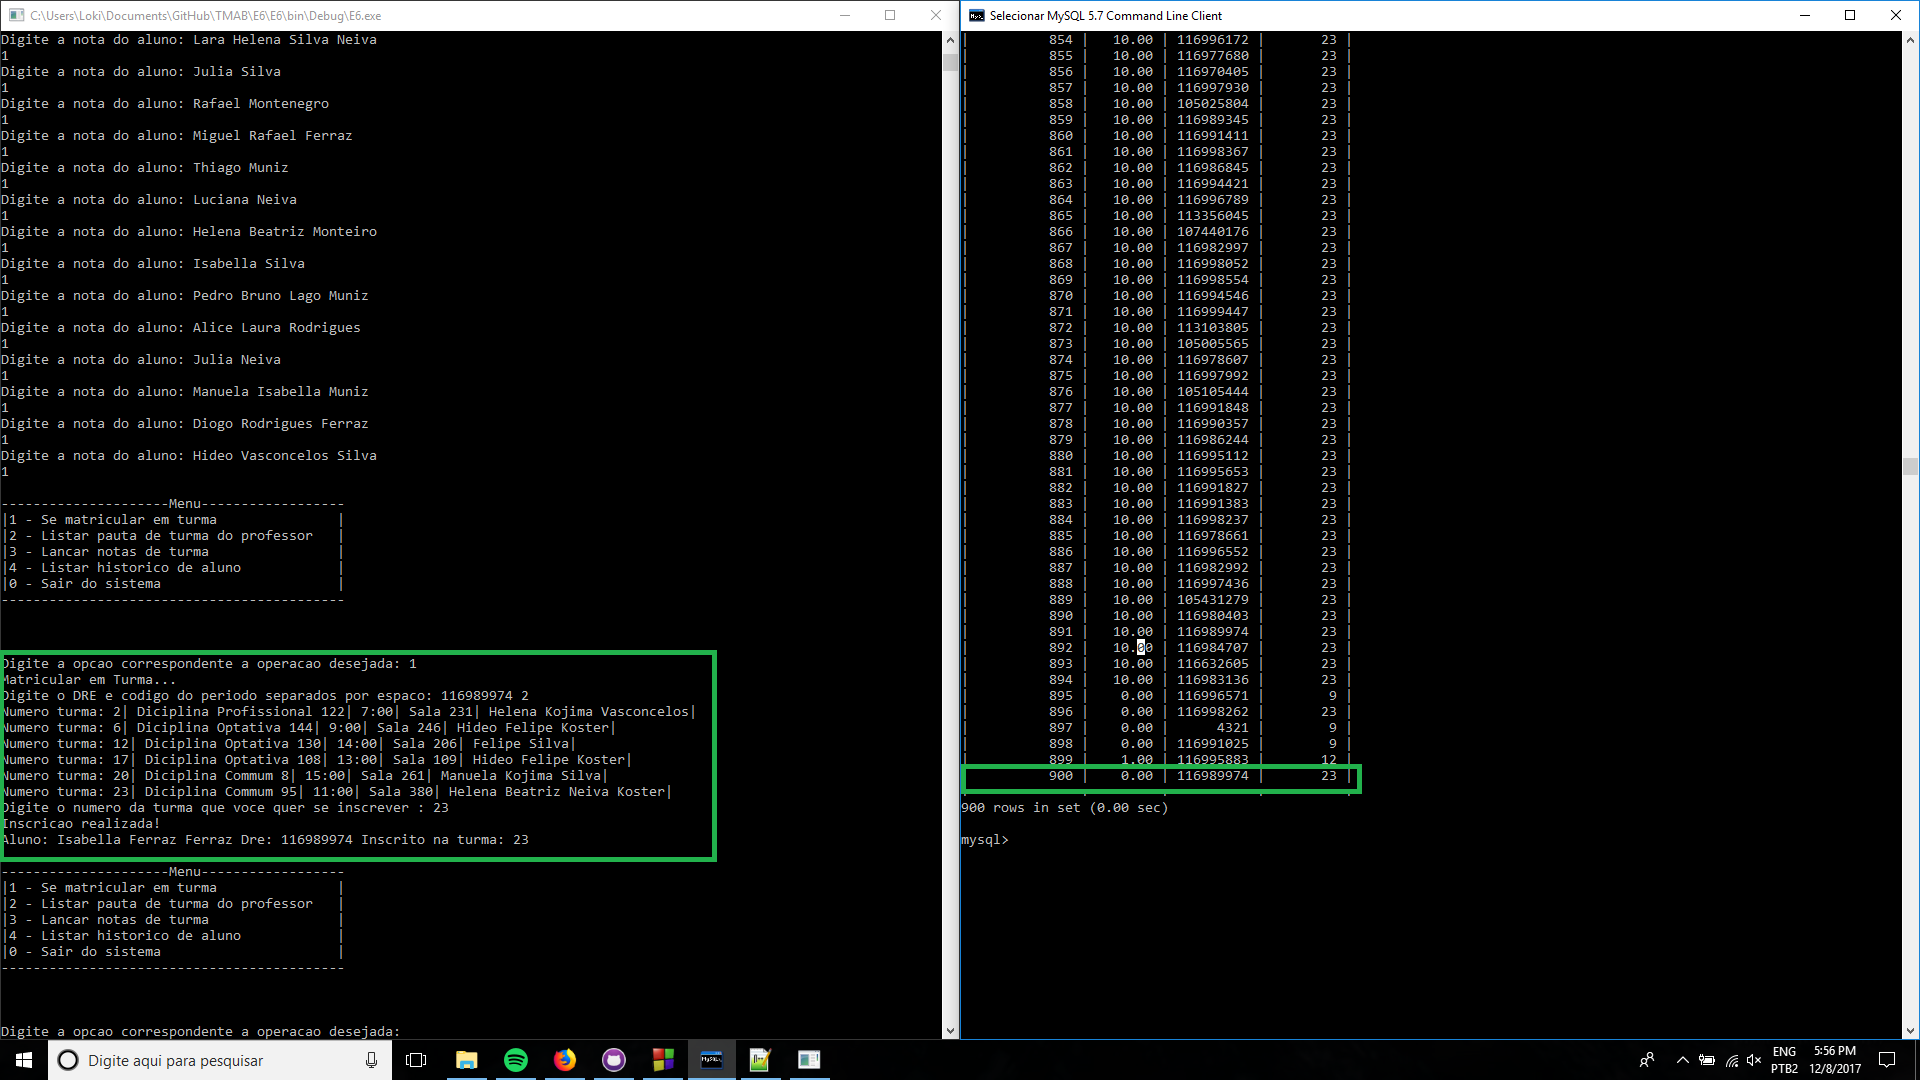 C:\Users\Loki\Documents\GitHub\TMAB\E6\E6\bin\Debug\E6.exe
Digite a nota do aluno: Lara Helena Silva Neiva
1
Digite a nota do aluno: Julia Silva
1
Digite a nota do aluno: Rafael Montenegro
1
Digite a nota do aluno: Miguel Rafael Ferraz
1
Digite a nota do aluno: Thiago Muniz
1
Digite a nota do aluno: Luciana Neiva
1
Digite a nota do aluno: Helena Beatriz Monteiro
1
Digite a nota do aluno: Isabella Silva
1
Digite a nota do aluno: Pedro Bruno Lago Muniz
1
Digite a nota do aluno: Alice Laura Rodrigues
1
Digite a nota do aluno: Julia Neiva
1
Digite a nota do aluno: Manuela Isabella Muniz
1
Digite a nota do aluno: Diogo Rodrigues Ferraz
1
Digite a nota do aluno: Hideo Vasconcelos Silva
1
---------------------Menu------------------
|1 - Se matricular em turma |
|2 - Listar pauta de turma do professor |
|3 - Lancar notas de turma |
|4 - Listar historico de aluno |
|0 - Sair do sistema |
-------------------------------------------
Digite a opcao correspondente a operacao desejada: 1
Matricular em Turma...
Digite o DRE e codigo do periodo separados por espaco: 116989974 2
Numero turma: 2| Diciplina Profissional 122| 7:00| Sala 231| Helena Kojima Vasconcelos|
Numero turma: 6| Diciplina Optativa 144| 9:00| Sala 246| Hideo Felipe Koster|
Numero turma: 12| Diciplina Optativa 130| 14:00| Sala 206| Felipe Silva|
Numero turma: 17| Diciplina Optativa 108| 13:00| Sala 109| Hideo Felipe Koster|
Numero turma: 20| Diciplina Commum 8| 15:00| Sala 261| Manuela Kojima Silva|
Numero turma: 23| Diciplina Commum 95| 11:00| Sala 380| Helena Beatriz Neiva Koster|
Digite o numero da turma que voce quer se inscrever : 23
Inscricao realizada!
Aluno: Isabella Ferraz Ferraz Dre: 116989974 Inscrito na turma: 23
---------------------Menu------------------
|1 - Se matricular em turma |
|2 - Listar pauta de turma do professor |
|3 - Lancar notas de turma |
|4 - Listar historico de aluno |
|0 - Sair do sistema |
-------------------------------------------
Digite a opcao correspondente a operacao desejada:
Selecionar MySQL 5.7 Command Line Client
| 854 | 10.00 | 116996172 | 23 |
| 855 | 10.00 | 116977680 | 23 |
| 856 | 10.00 | 116970405 | 23 |
| 857 | 10.00 | 116997930 | 23 |
| 858 | 10.00 | 105025804 | 23 |
| 859 | 10.00 | 116989345 | 23 |
| 860 | 10.00 | 116991411 | 23 |
| 861 | 10.00 | 116998367 | 23 |
| 862 | 10.00 | 116986845 | 23 |
| 863 | 10.00 | 116994421 | 23 |
| 864 | 10.00 | 116996789 | 23 |
| 865 | 10.00 | 113356045 | 23 |
| 866 | 10.00 | 107440176 | 23 |
| 867 | 10.00 | 116982997 | 23 |
| 868 | 10.00 | 116998052 | 23 |
| 869 | 10.00 | 116998554 | 23 |
| 870 | 10.00 | 116994546 | 23 |
| 871 | 10.00 | 116999447 | 23 |
| 872 | 10.00 | 113103805 | 23 |
| 873 | 10.00 | 105005565 | 23 |
| 874 | 10.00 | 116978607 | 23 |
| 875 | 10.00 | 116997992 | 23 |
| 876 | 10.00 | 105105444 | 23 |
| 877 | 10.00 | 116991848 | 23 |
| 878 | 10.00 | 116990357 | 23 |
| 879 | 10.00 | 116986244 | 23 |
| 880 | 10.00 | 116995112 | 23 |
| 881 | 10.00 | 116995653 | 23 |
| 882 | 10.00 | 116991827 | 23 |
| 883 | 10.00 | 116991383 | 23 |
| 884 | 10.00 | 116998237 | 23 |
| 885 | 10.00 | 116978661 | 23 |
| 886 | 10.00 | 116996552 | 23 |
| 887 | 10.00 | 116982992 | 23 |
| 888 | 10.00 | 116997436 | 23 |
| 889 | 10.00 | 105431279 | 23 |
| 890 | 10.00 | 116980403 | 23 |
| 891 | 10.00 | 116989974 | 23 |
| 892 | 10.00 | 116984707 | 23 |
| 893 | 10.00 | 116632605 | 23 |
| 894 | 10.00 | 116983136 | 23 |
| 895 | 0.00 | 116996571 | 9 |
| 896 | 0.00 | 116998262 | 23 |
| 897 | 0.00 | 4321 | 9 |
| 898 | 0.00 | 116991025 | 9 |
| 899 | 1.00 | 116995883 | 12 |
| 900 | 0.00 | 116989974 | 23 |
900 rows in set (0.00 sec)
mysql>
Digite aqui para pesquisar
ENG
PTB2
5:56 PM
12/8/2017